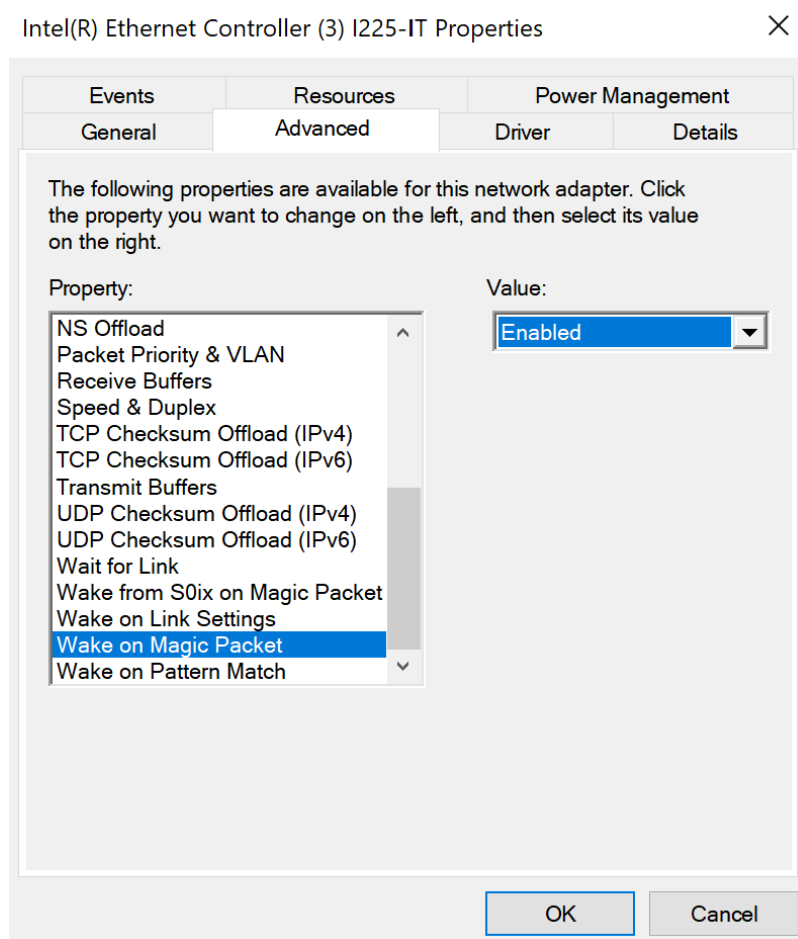 Intel(R) Ethernet Controller (3) I225-IT Properties
Events Resources Power Management
General Advanced Driver Details
The following properties are available for this network adapter. Click
the property you want to change on the left, and then select its value
on the right.
Property: Value:
NS Offload Enabled
Packet Priority & VLAN
Receive Buffers
Speed & Duplex
TCP Checksum Offload (IPv4)
TCP Checksum Offload (IPv6)
Transmit Buffers
UDP Checksum Offload (IPv4)
UDP Checksum Offload (IPv6)
Wait for Link
Wake from S0ix on Magic Packet
Wake on Link Settings
Wake on Magic Packet
Wake on Pattern Match
OK Cancel